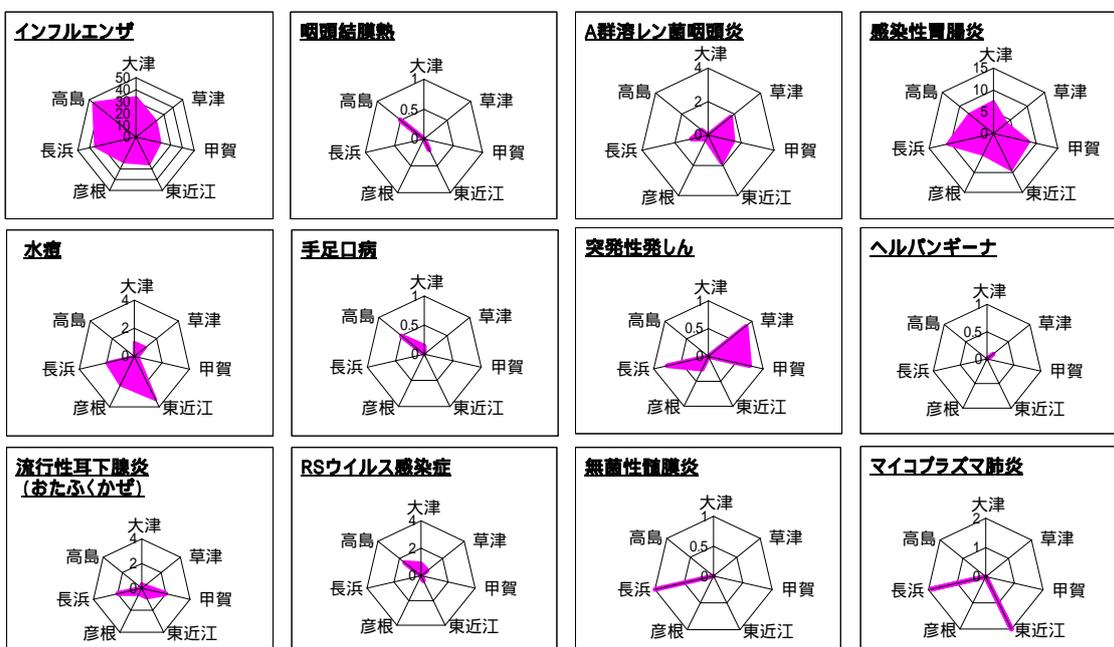 インフルエンザ
大津
50
40
30
20
10
0
草津
甲賀
東近江
彦根
長浜
高島
咽頭結膜熱
大津
1
0.5
0
草津
甲賀
東近江
彦根
長浜
高島
A群溶レン菌咽頭炎
大津
4
2
0
草津
甲賀
東近江
彦根
長浜
高島
感染性胃腸炎
大津
15
10
5
0
草津
甲賀
東近江
彦根
長浜
高島
水痘
大津
4
2
0
草津
甲賀
東近江
彦根
長浜
高島
手足口病
大津
1
0.5
0
草津
甲賀
東近江
彦根
長浜
高島
突発性発しん
大津
1
0.5
0
草津
甲賀
東近江
彦根
長浜
高島
ヘルパンギーナ
大津
1
0.5
0
草津
甲賀
東近江
彦根
長浜
高島
流行性耳下腺炎
(おたふくかぜ)
大津
4
2
0
草津
甲賀
東近江
彦根
長浜
高島
RSウイルス感染症
大津
4
2
0
草津
甲賀
東近江
彦根
長浜
高島
無菌性髄膜炎
大津
1
0.5
0
草津
甲賀
東近江
彦根
長浜
高島
マイコプラズマ肺炎
大津
2
1
0
草津
甲賀
東近江
彦根
長浜
高島